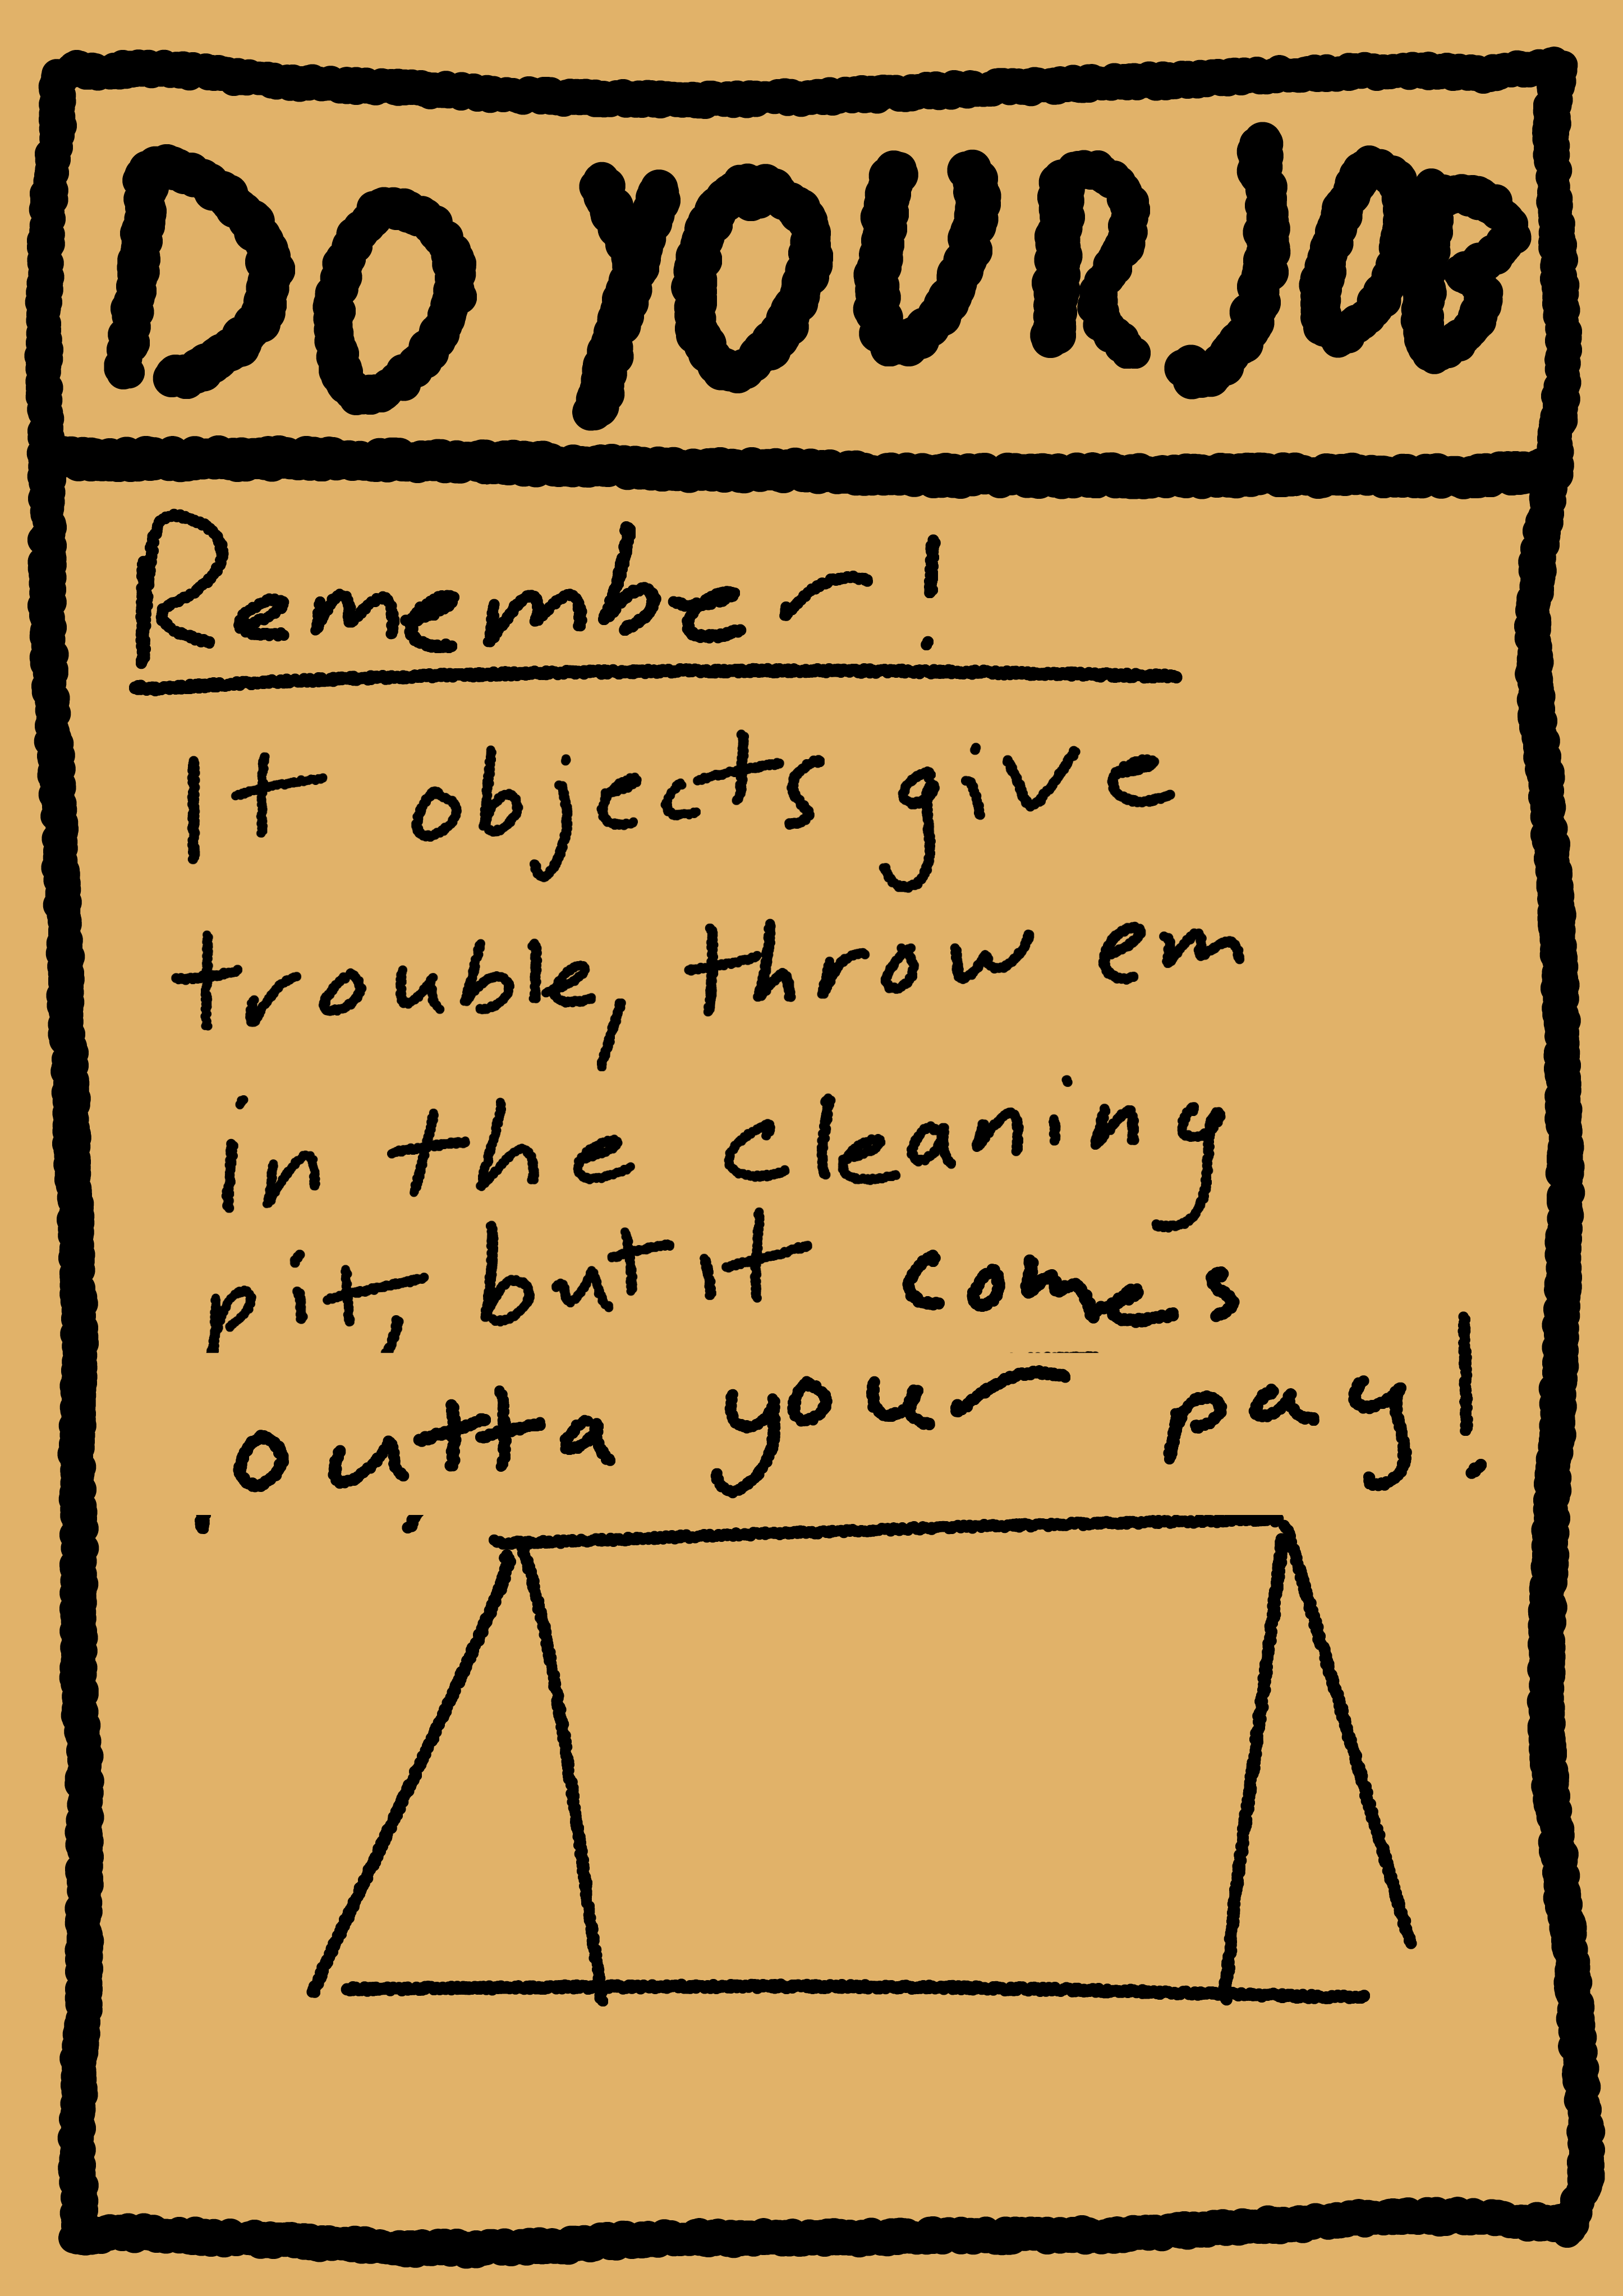 DO YOUR JOB
Remember!
It objects give
trouble, throw em
in the cleaning
pit, but it comes
outta your pay!